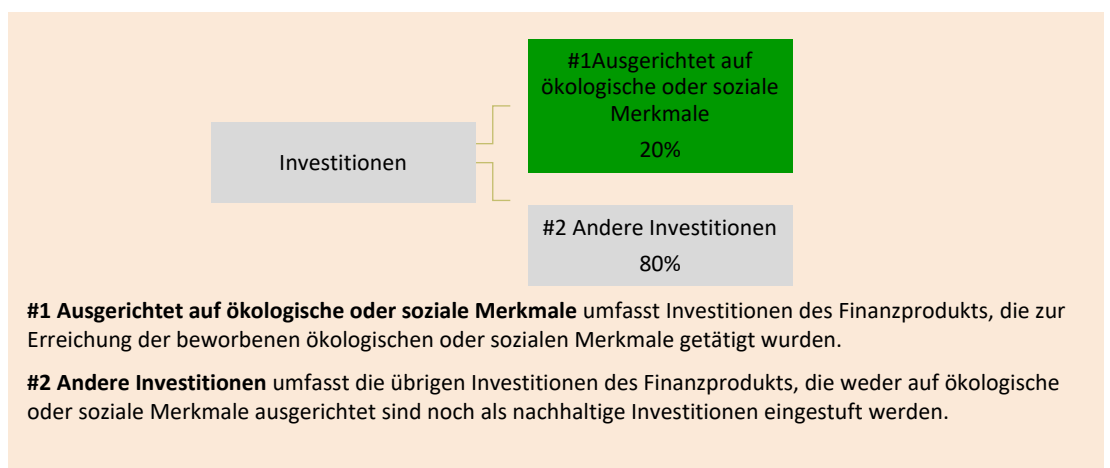 #1Ausgerichtet auf
ökologische oder soziale
Merkmale
20%
Investitionen
#2 Andere Investitionen
80%
#1 Ausgerichtet auf ökologische oder soziale Merkmale umfasst Investitionen des Finanzprodukts, die zur
Erreichung der beworbenen ökologischen oder sozialen Merkmale getätigt wurden.
#2 Andere Investitionen umfasst die übrigen Investitionen des Finanzprodukts, die weder auf ökologische
oder soziale Merkmale ausgerichtet sind noch als nachhaltige Investitionen eingestuft werden.